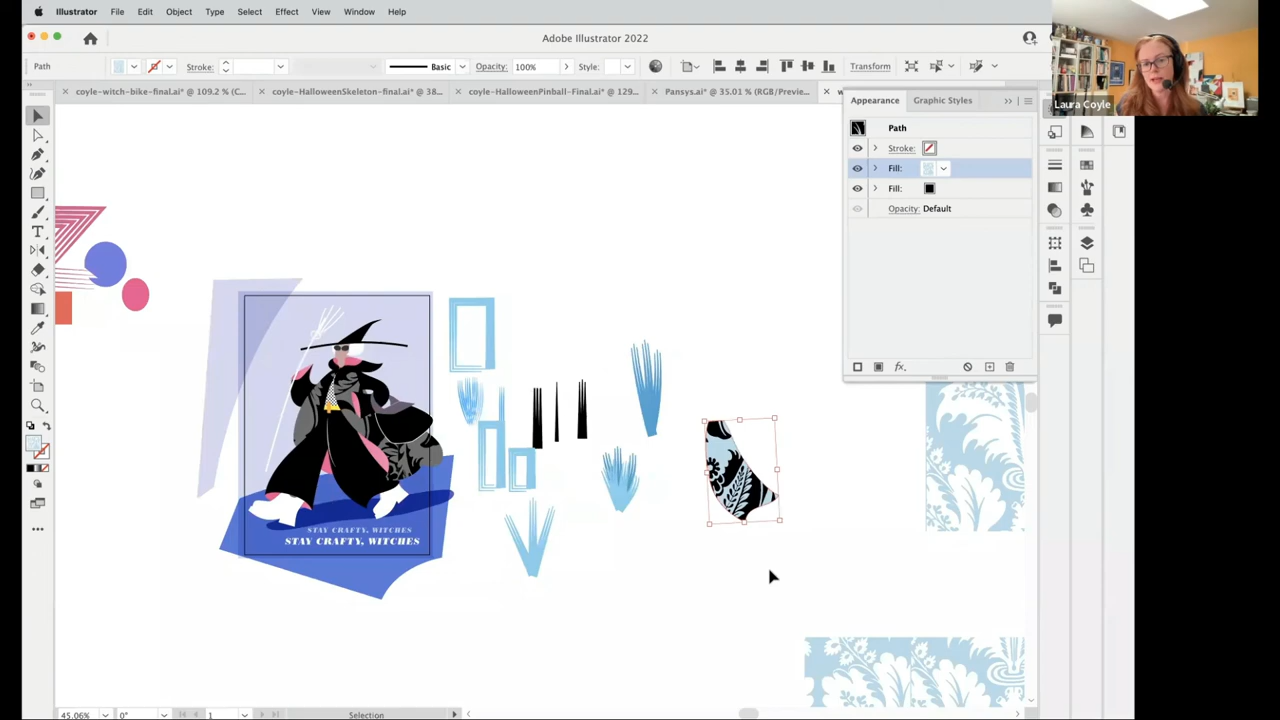 Illustrator File Edit Object Type Select Effect View Window Help
Adobe Illustrator 2022
Path Stroke: Basic Opacity: 100% Style: Transform
coyle-witch-bike-final.ai* @ 109.2 % (C... coyle-HalloweenSkeleton-final.ai* @ 38... coyle-HalloweenPinball-Final.ai* @ 129... Pansys.ai* @ 35.01 % (RGB/Previe... w
Laura Coyle
Appearance Graphic Styles
Path
Stroke:
Fill:
Fill:
Opacity: Default
fx
STAY CRAFTY, WITCHES
STAY CRAFTY, WITCHES
45.06% 0° 1 Selection